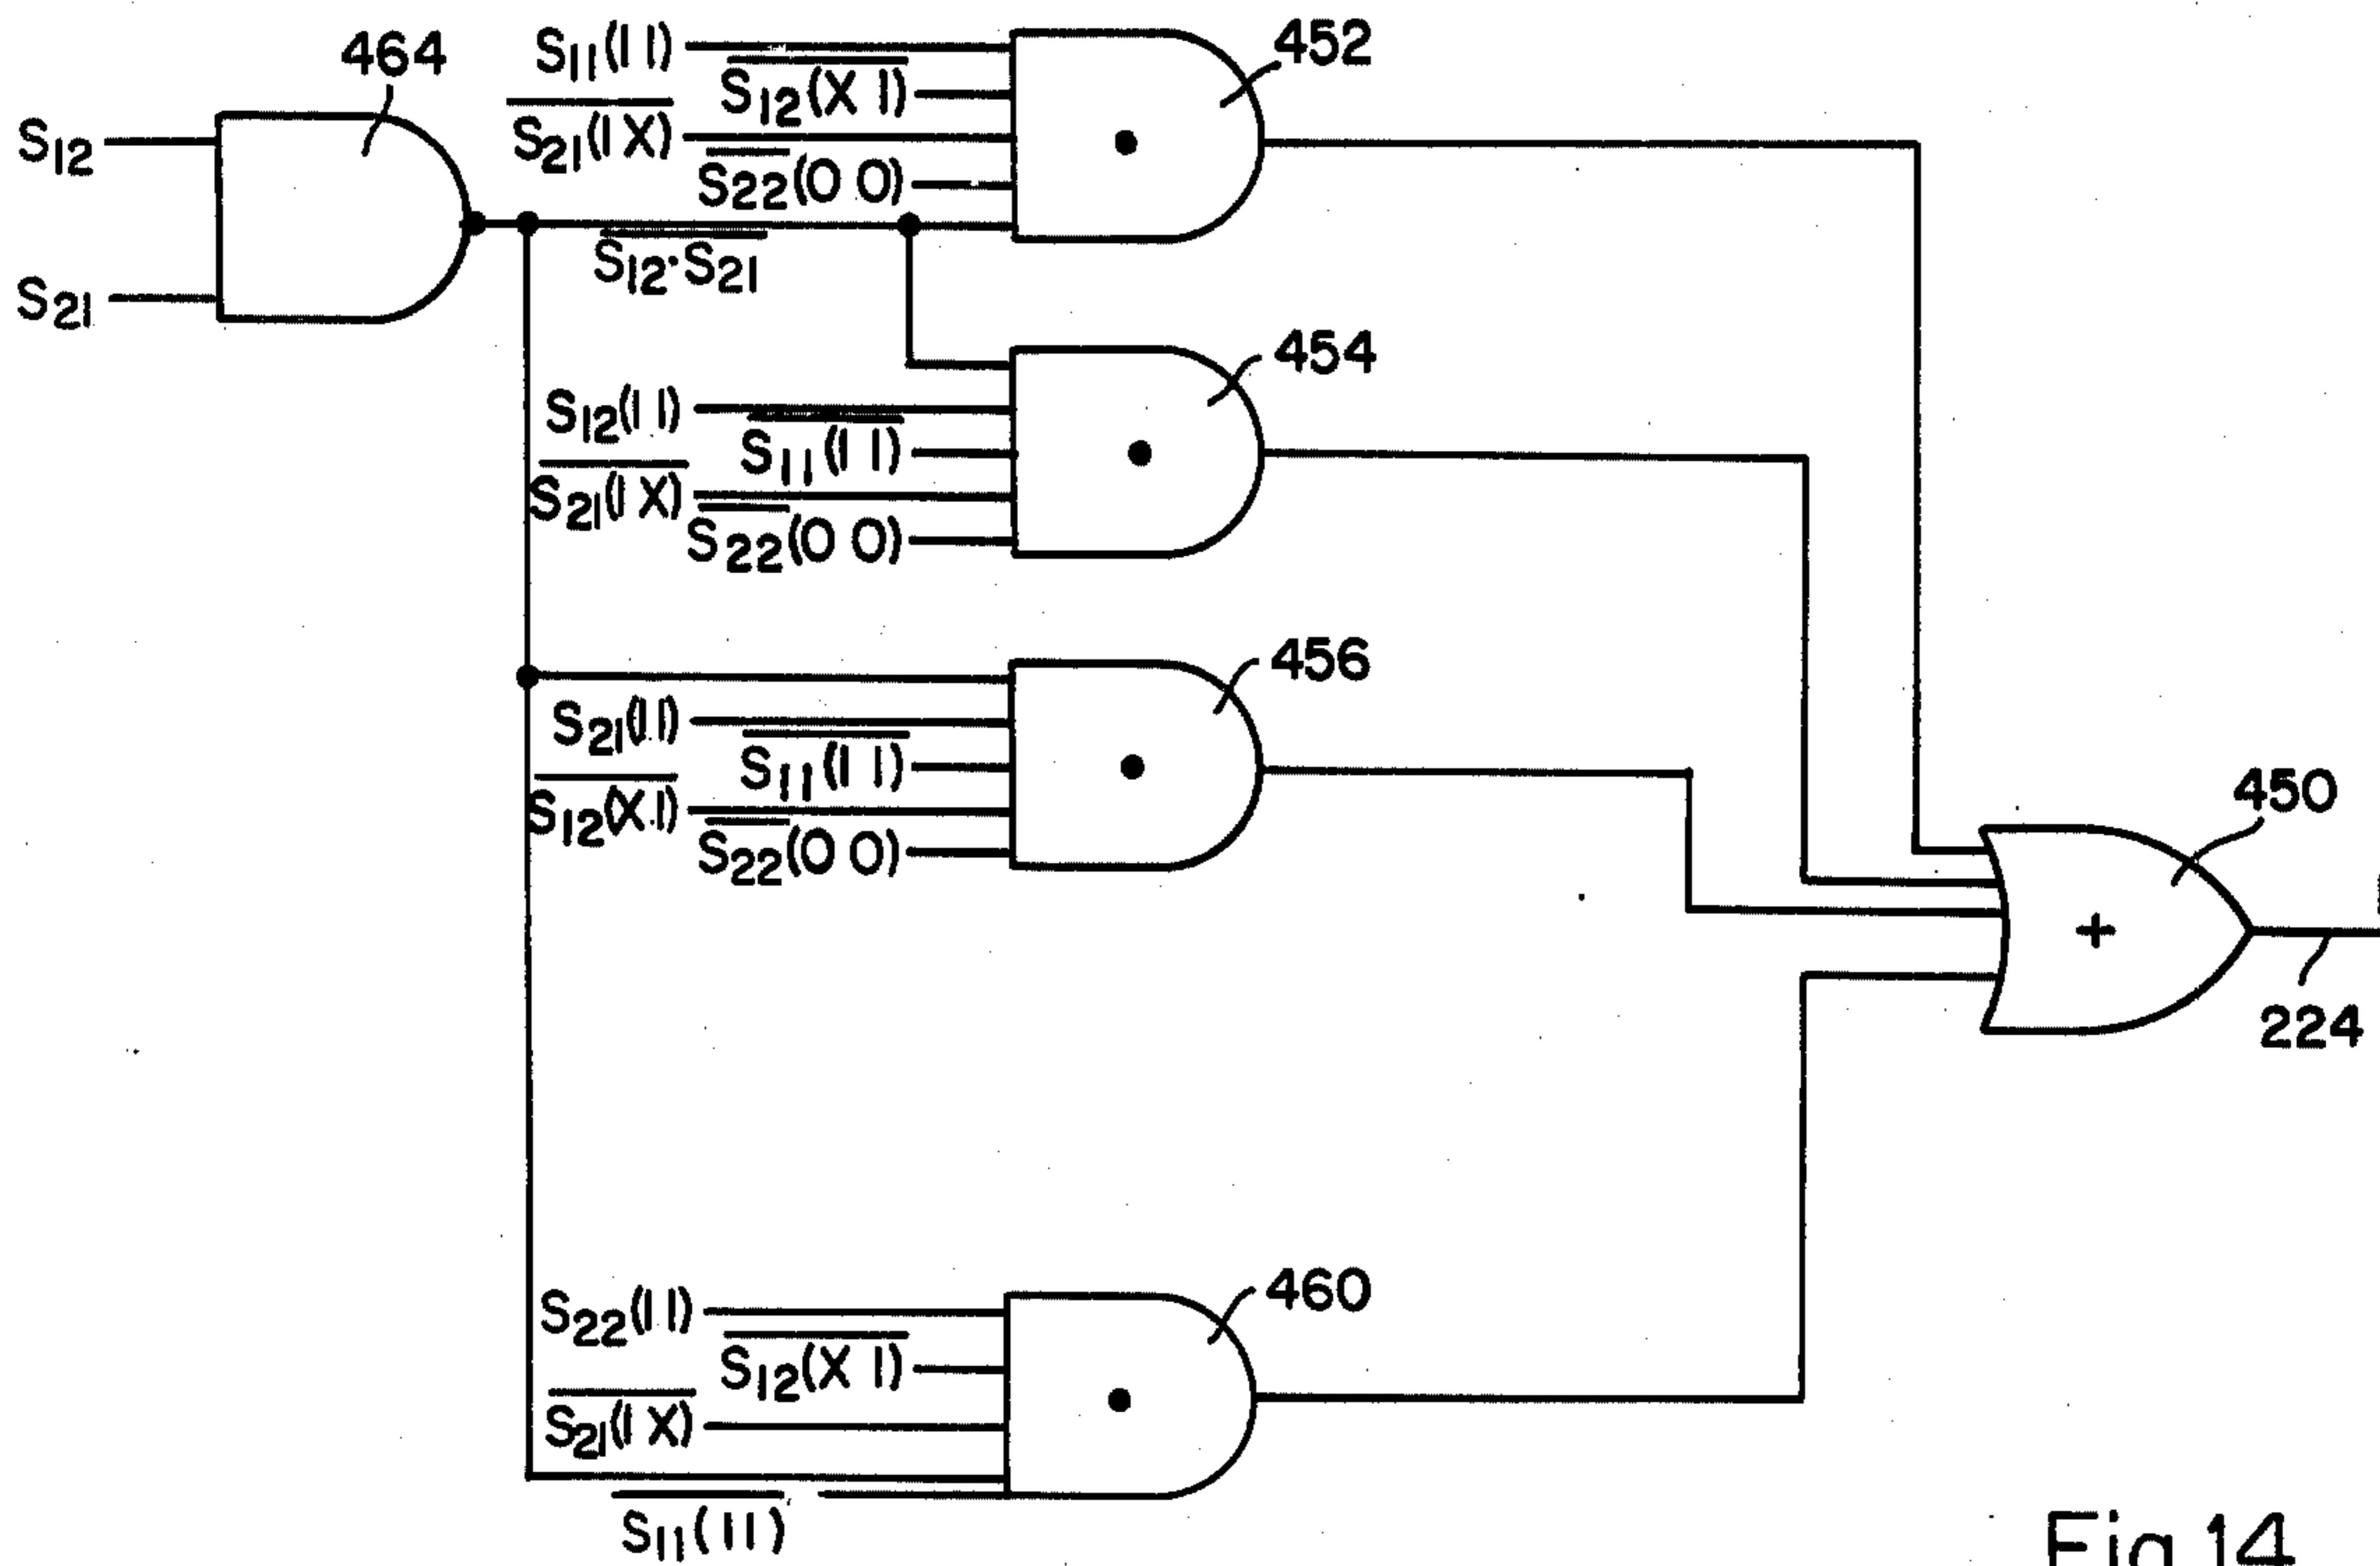 464
S12
S21
S11(11)
S12(X1)
S21(1X)
S22(00)
452
S12·S21
454
S12(11)
S11(11)
S21(1X)
S22(00)
456
S21(11)
S11(11)
S12(X1)
S22(00)
450
+
224
460
S22(11)
S12(X1)
S21(1X)
S11(11)
Fig.14